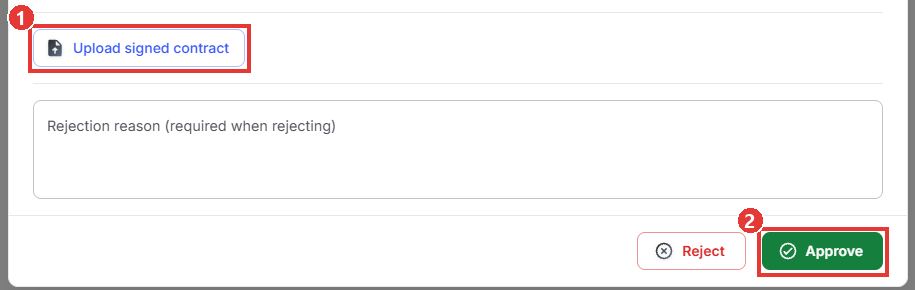 1
Upload signed contract
Rejection reason (required when rejecting)
2
Reject
Approve